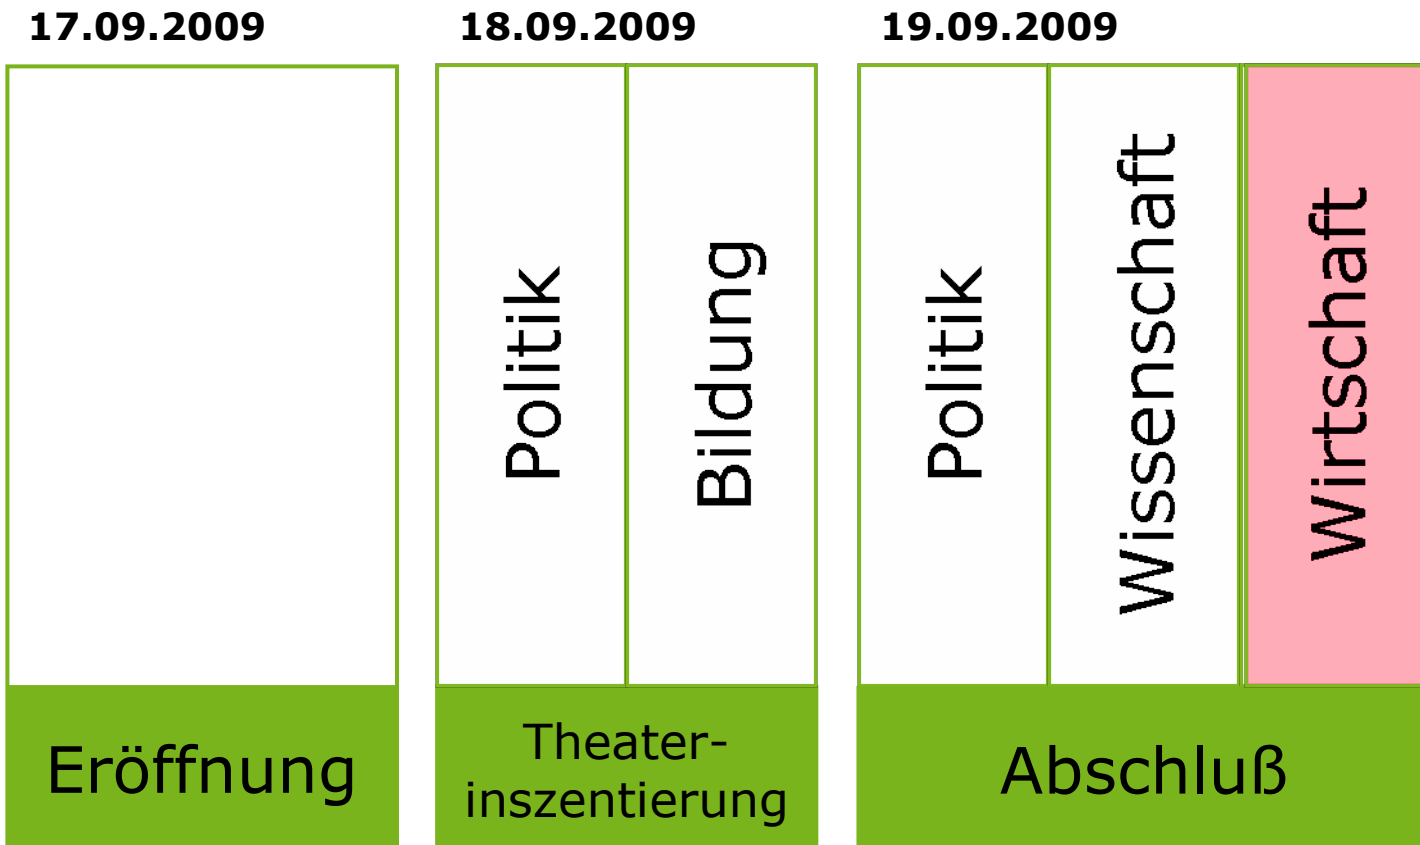 17.09.2009
18.09.2009
19.09.2009
Politik
Bildung
Politik
Wissenschaft
Wirtschaft
Eröffnung
Theater-
inszentierung
Abschluß